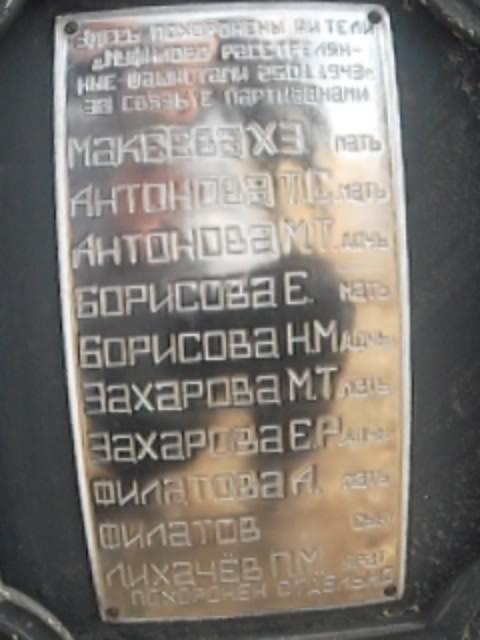 ЗДЕСЬ ПОХОРОНЕНЫ ЖИТЕЛИ
РАССТРЕЛЯН-
НЫЕ ФАШИСТАМИ 25.01.1943г.
ЗА СВЯЗЬ С ПАРТИЗАНАМИ
МАКЕЕВА Х.Э. мать
АНТОНОВА Т.С. мать
АНТОНОВА М.Т. дочь
БОРИСОВА Е. мать
БОРИСОВА Н.М. дочь
ЗАХАРОВА М.Т. мать
ЗАХАРОВА Е.Р. дочь
ФИЛАТОВА А. мать
ФИЛАТОВ сын
ЛИХАЧЁВ П.М.
ПОХОРОНЕН ОТДЕЛЬНО